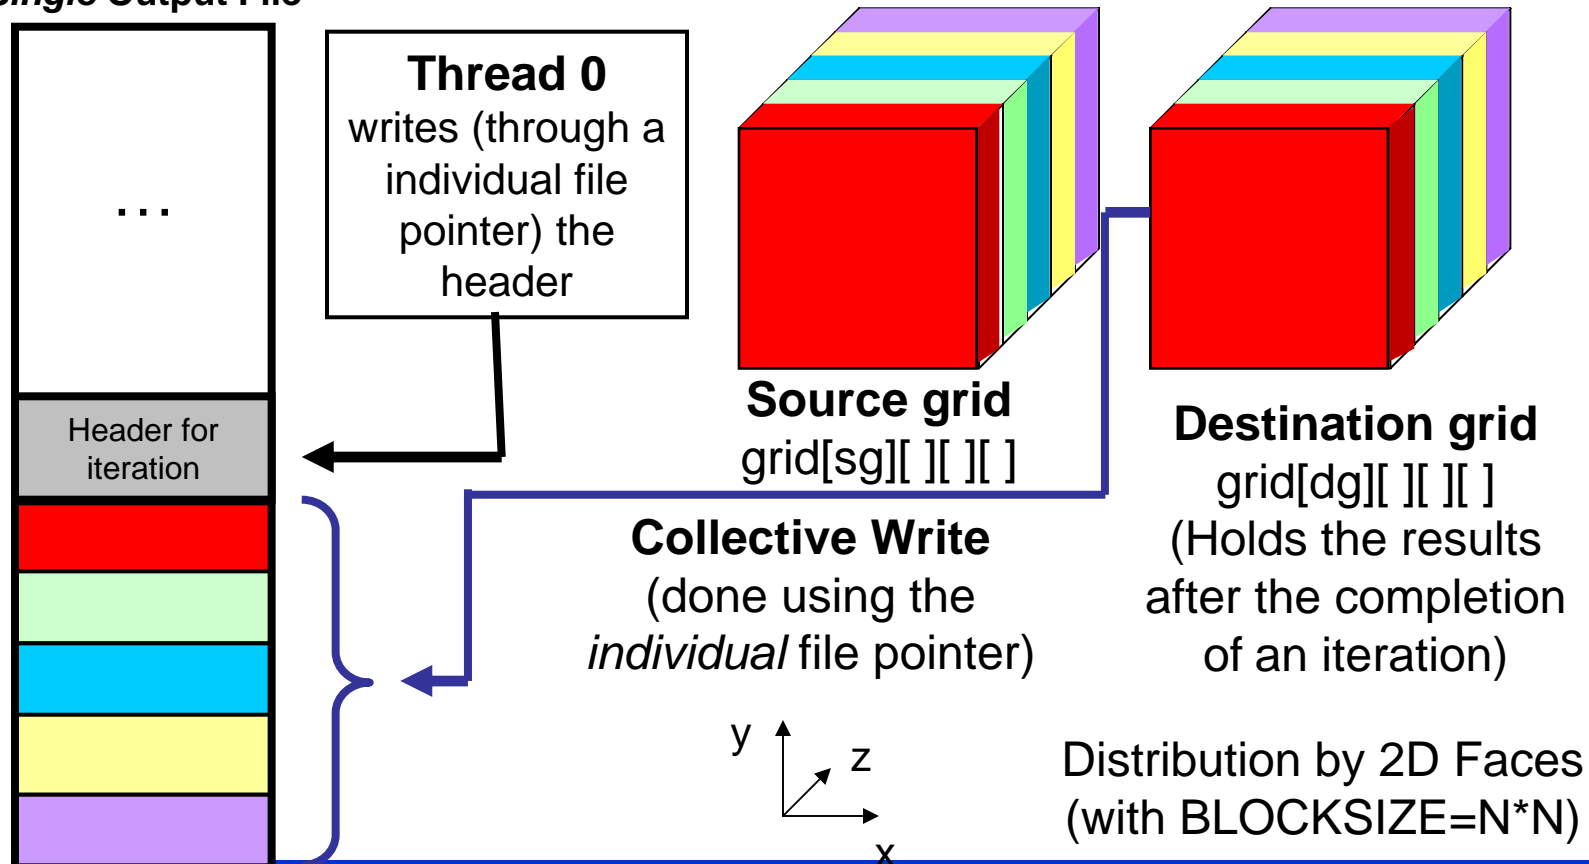 Output File
...
Header for
iteration
Thread 0
writes (through a
individual file
pointer) the
header
Source grid
grid[sg][ ][ ][ ]
Collective Write
(done using the
individual file pointer)
Destination grid
grid[dg][ ][ ][ ]
(Holds the results
after the completion
of an iteration)
y
z
x
Distribution by 2D Faces
(with BLOCKSIZE=N*N)